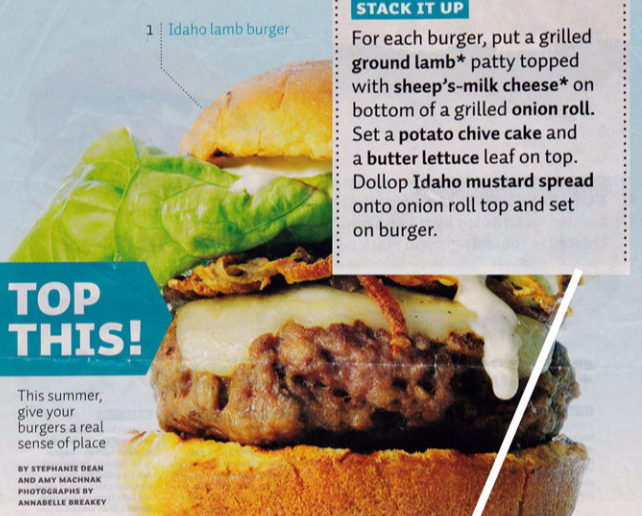 1 Idaho lamb burger
STACK IT UP
For each burger, put a grilled
ground lamb* patty topped
with sheep's-milk cheese* on
bottom of a grilled onion roll.
Set a potato chive cake and
a butter lettuce leaf on top.
Dollop Idaho mustard spread
onto onion roll top and set
on burger.
TOP
THIS!
This summer,
give your
burgers a real
sense of place
BY STEPHANIE DEAN
AND AMY MACHNAK
PHOTOGRAPHS BY
ANNABELLE BREAKEY